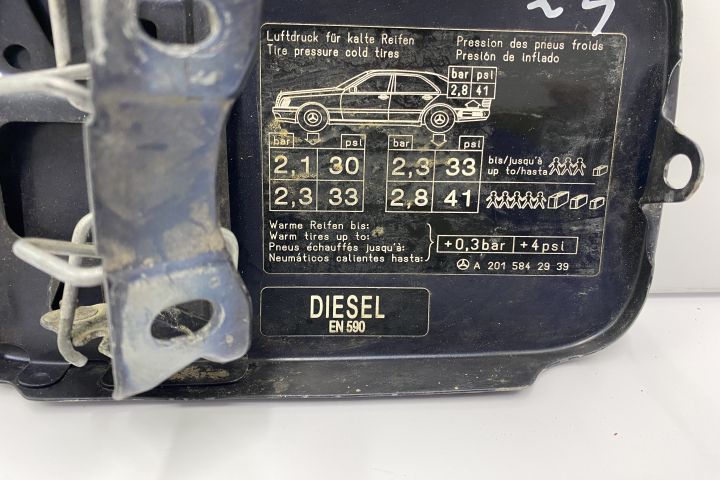 25
Luftdruck für kalte Reifen
Tire pressure cold tires
Pression des pneus froids
Presión de inflado
bar psi
2,8 41
bar psi bar psi
2,1 30 2,3 33 bis/jusqu'à up to/hasta
2,3 33 2,8 41
Warme Reifen bis:
Warm tires up to:
Pneus échauffés jusqu'à:
Neumáticos calientes hasta:
+0,3bar +4psi
A 201 584 29 39
DIESEL
EN 590